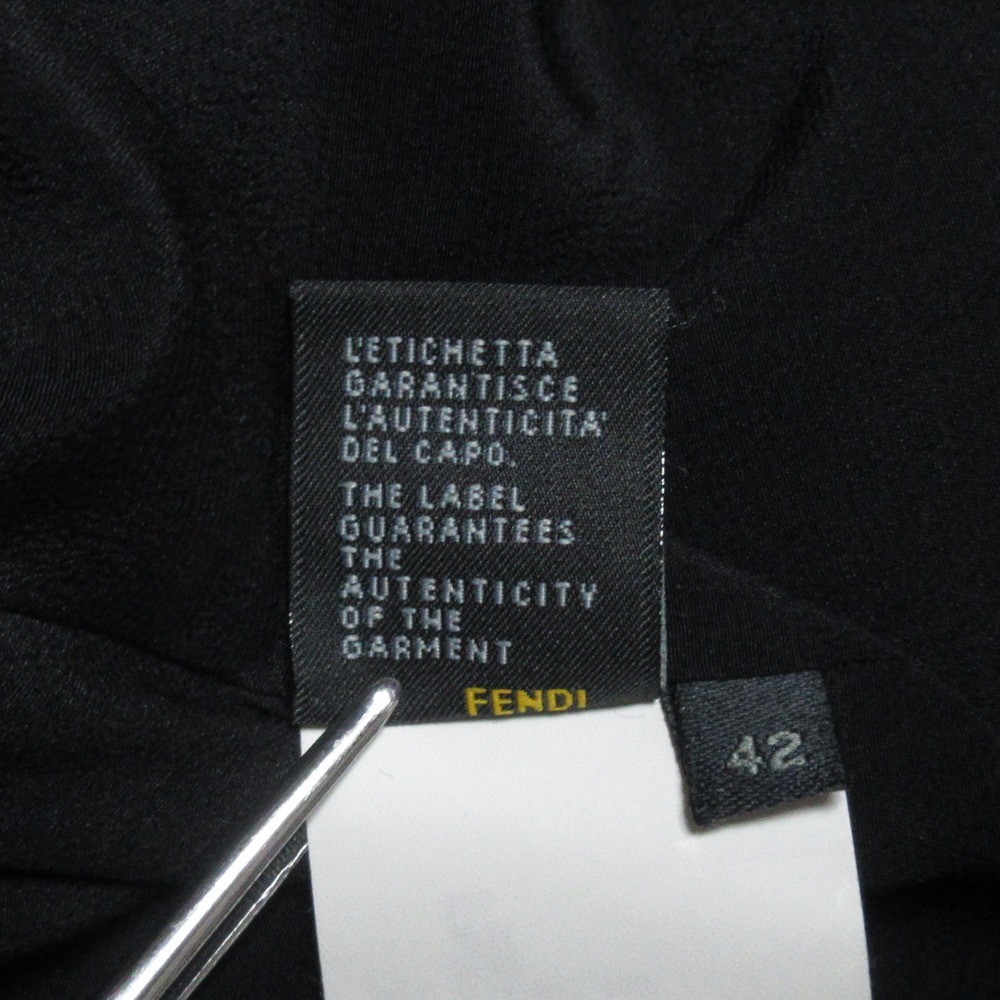 L'ETICHETTA
GARANTISCE
L'AUTENTICITA'
DEL CAPO.
THE LABEL
GUARANTEES
THE
AUTENTICITY
OF THE
GARMENT
FENDI
42